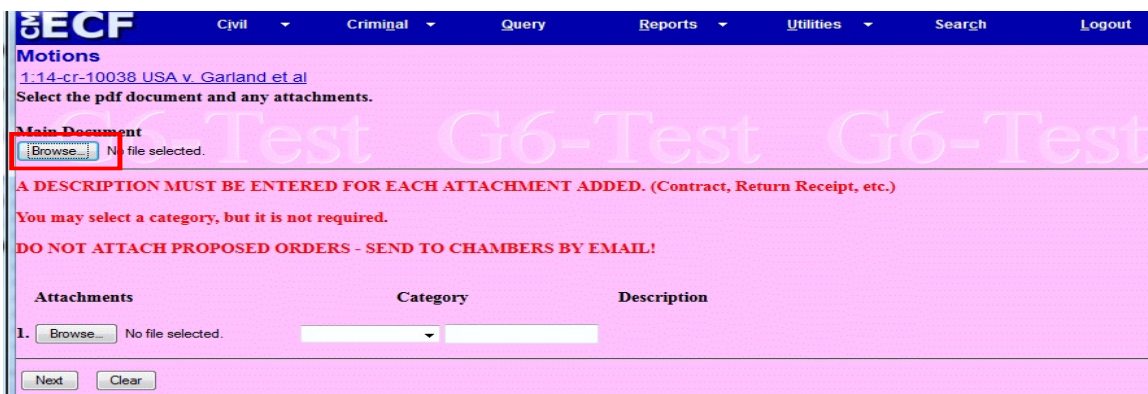 CM ECF Civil Criminal Query Reports Utilities Search Logout
Motions
1:14-cr-10038 USA v. Garland et al
Select the pdf document and any attachments.
G6-Test G6-Test G6-Test
Main Document
Browse... No file selected.
A DESCRIPTION MUST BE ENTERED FOR EACH ATTACHMENT ADDED. (Contract, Return Receipt, etc.)
You may select a category, but it is not required.
DO NOT ATTACH PROPOSED ORDERS - SEND TO CHAMBERS BY EMAIL!
Attachments Category Description
1. Browse... No file selected.
Next Clear